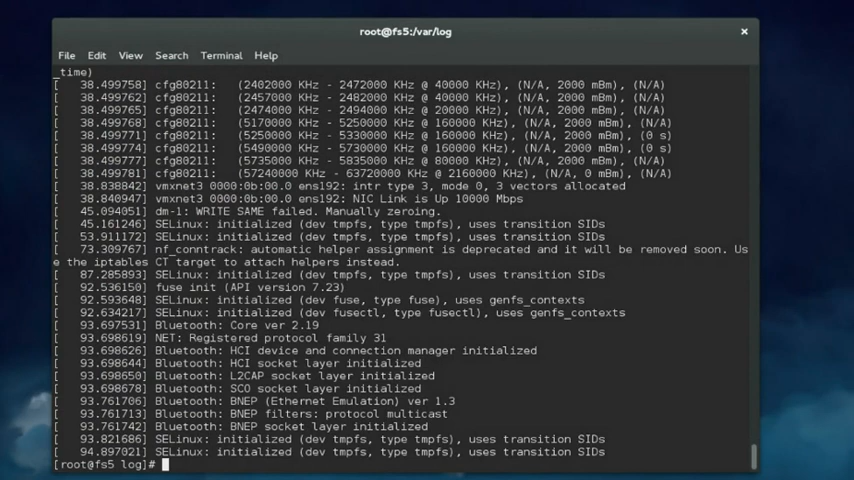 root@fs5:/var/log
File Edit View Search Terminal Help
_time)
[   38.499758] cfg80211:   (2402000 KHz - 2472000 KHz @ 40000 KHz), (N/A, 2000 mBm), (N/A)
[   38.499762] cfg80211:   (2457000 KHz - 2482000 KHz @ 40000 KHz), (N/A, 2000 mBm), (N/A)
[   38.499765] cfg80211:   (2474000 KHz - 2494000 KHz @ 20000 KHz), (N/A, 2000 mBm), (N/A)
[   38.499768] cfg80211:   (5170000 KHz - 5250000 KHz @ 160000 KHz), (N/A, 2000 mBm), (N/A)
[   38.499771] cfg80211:   (5250000 KHz - 5330000 KHz @ 160000 KHz), (N/A, 2000 mBm), (0 s)
[   38.499774] cfg80211:   (5490000 KHz - 5730000 KHz @ 160000 KHz), (N/A, 2000 mBm), (0 s)
[   38.499777] cfg80211:   (5735000 KHz - 5835000 KHz @ 80000 KHz), (N/A, 2000 mBm), (N/A)
[   38.499781] cfg80211:   (57240000 KHz - 63720000 KHz @ 2160000 KHz), (N/A, 0 mBm), (N/A)
[   38.838842] vmxnet3 0000:0b:00.0 ens192: intr type 3, mode 0, 3 vectors allocated
[   38.840947] vmxnet3 0000:0b:00.0 ens192: NIC Link is Up 10000 Mbps
[   45.094051] dm-1: WRITE SAME failed. Manually zeroing.
[   45.161246] SELinux: initialized (dev tmpfs, type tmpfs), uses transition SIDs
[   53.911172] SELinux: initialized (dev tmpfs, type tmpfs), uses transition SIDs
[   73.309767] nf_conntrack: automatic helper assignment is deprecated and it will be removed soon. Us
e the iptables CT target to attach helpers instead.
[   87.285893] SELinux: initialized (dev tmpfs, type tmpfs), uses transition SIDs
[   92.536150] fuse init (API version 7.23)
[   92.593648] SELinux: initialized (dev fuse, type fuse), uses genfs_contexts
[   92.634217] SELinux: initialized (dev fusectl, type fusectl), uses genfs_contexts
[   93.697531] Bluetooth: Core ver 2.19
[   93.698619] NET: Registered protocol family 31
[   93.698626] Bluetooth: HCI device and connection manager initialized
[   93.698644] Bluetooth: HCI socket layer initialized
[   93.698650] Bluetooth: L2CAP socket layer initialized
[   93.698678] Bluetooth: SCO socket layer initialized
[   93.761706] Bluetooth: BNEP (Ethernet Emulation) ver 1.3
[   93.761713] Bluetooth: BNEP filters: protocol multicast
[   93.761742] Bluetooth: BNEP socket layer initialized
[   93.821686] SELinux: initialized (dev tmpfs, type tmpfs), uses transition SIDs
[   94.897021] SELinux: initialized (dev tmpfs, type tmpfs), uses transition SIDs
[root@fs5 log]#